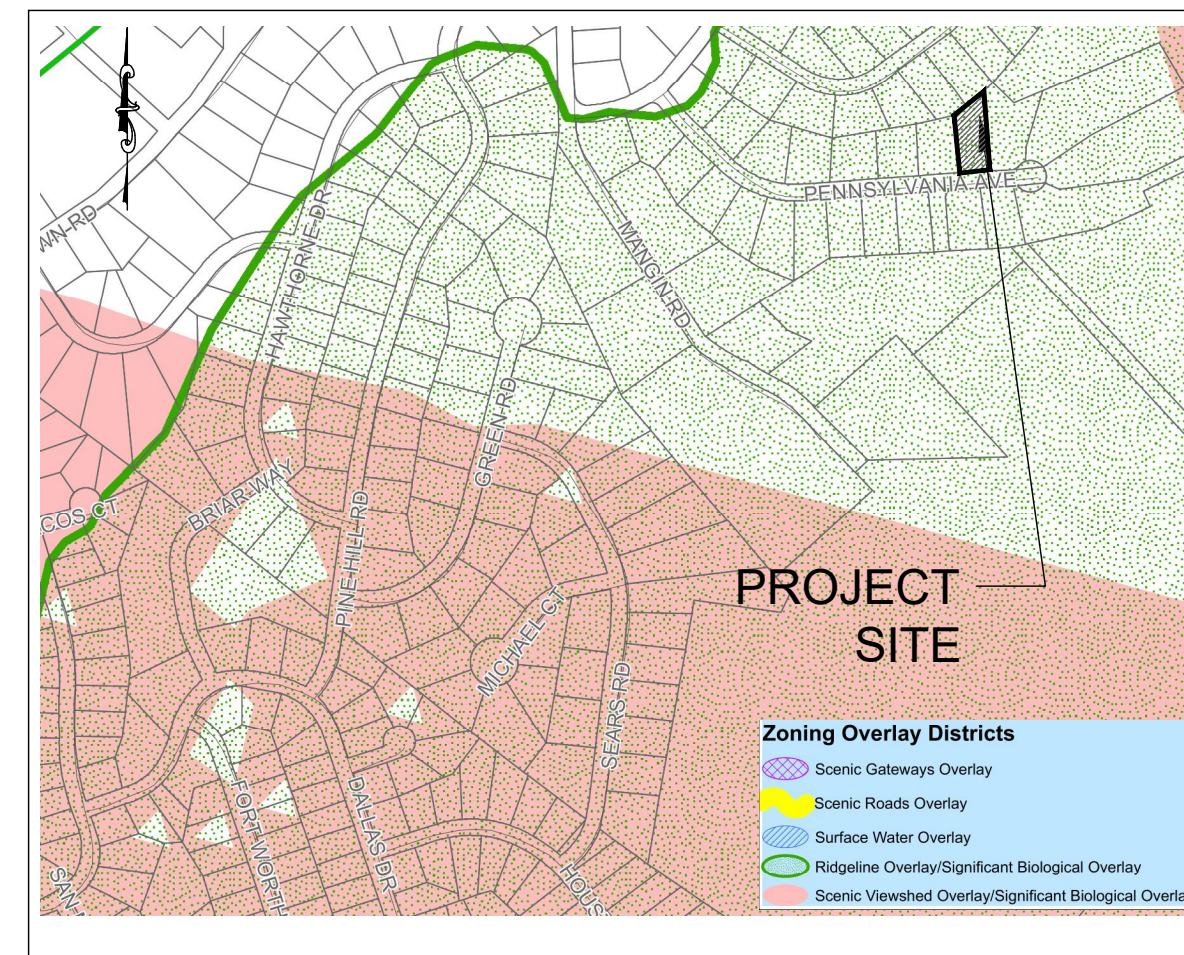 WN RD
HAWTHORNE DR
PENNSYLVANIA AVE
MANGIN RD
GREEN RD
BRIAR WAY
COS CT
PINE HILL RD
MICHAEL CT
SEARS RD
PROJECT
SITE
FORT WORTH
DALLAS DR
SAN
HOUS
Zoning Overlay Districts
Scenic Gateways Overlay
Scenic Roads Overlay
Surface Water Overlay
Ridgeline Overlay/Significant Biological Overlay
Scenic Viewshed Overlay/Significant Biological Overla